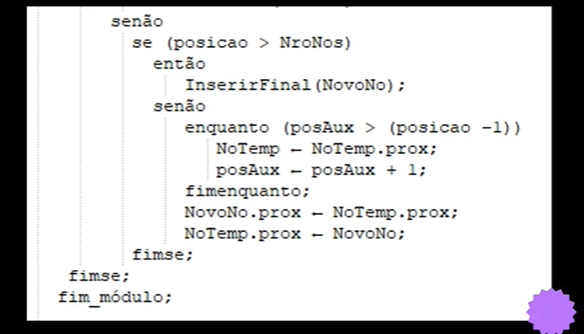 senão
se (posicao > NroNos)
então
InserirFinal(NovoNo);
senão
enquanto (posAux > (posicao -1))
NoTemp ← NoTemp.prox;
posAux ← posAux + 1;
fimenquanto;
NovoNo.prox ← NoTemp.prox;
NoTemp.prox ← NovoNo;
fimse;
fimse;
fim_módulo;